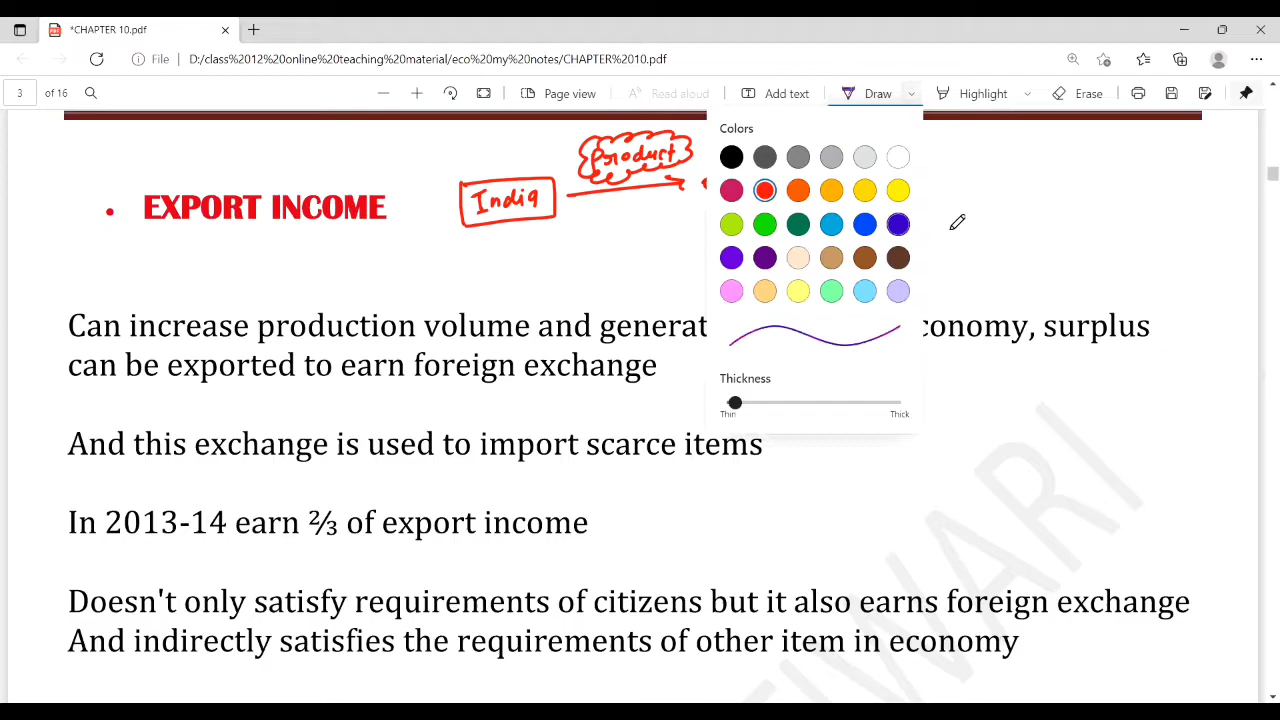 *CHAPTER 10.pdf
File D:/class%2012%20online%20teaching%20material/eco%20my%20notes/CHAPTER%2010.pdf
3 of 16 Page view Read aloud Add text Draw Highlight Erase
Colors
Product
EXPORT INCOME India
Can increase production volume and generat conomy, surplus
can be exported to earn foreign exchange
Thickness
Thin Thick
And this exchange is used to import scarce items
In 2013-14 earn ⅔ of export income
Doesn't only satisfy requirements of citizens but it also earns foreign exchange
And indirectly satisfies the requirements of other item in economy